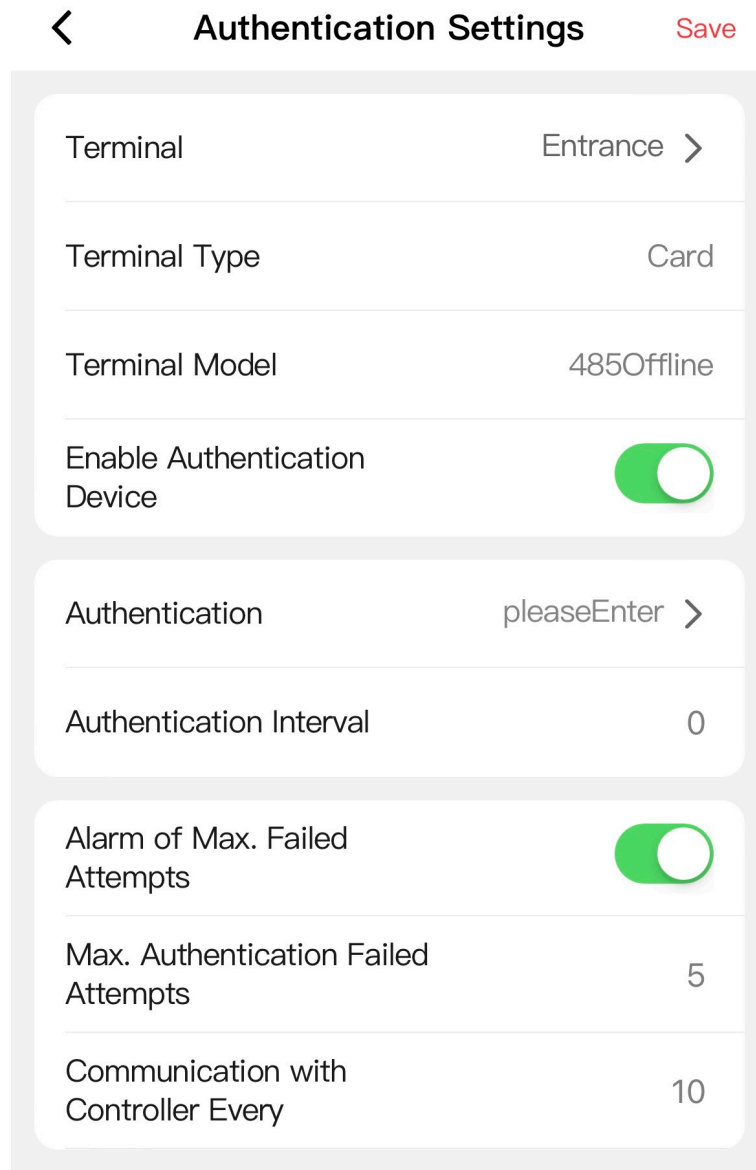 Authentication Settings
Save
Terminal
Entrance
Terminal Type
Card
Terminal Model
485Offline
Enable Authentication
Device
Authentication
pleaseEnter
Authentication Interval
0
Alarm of Max. Failed
Attempts
Max. Authentication Failed
Attempts
5
Communication with
Controller Every
10